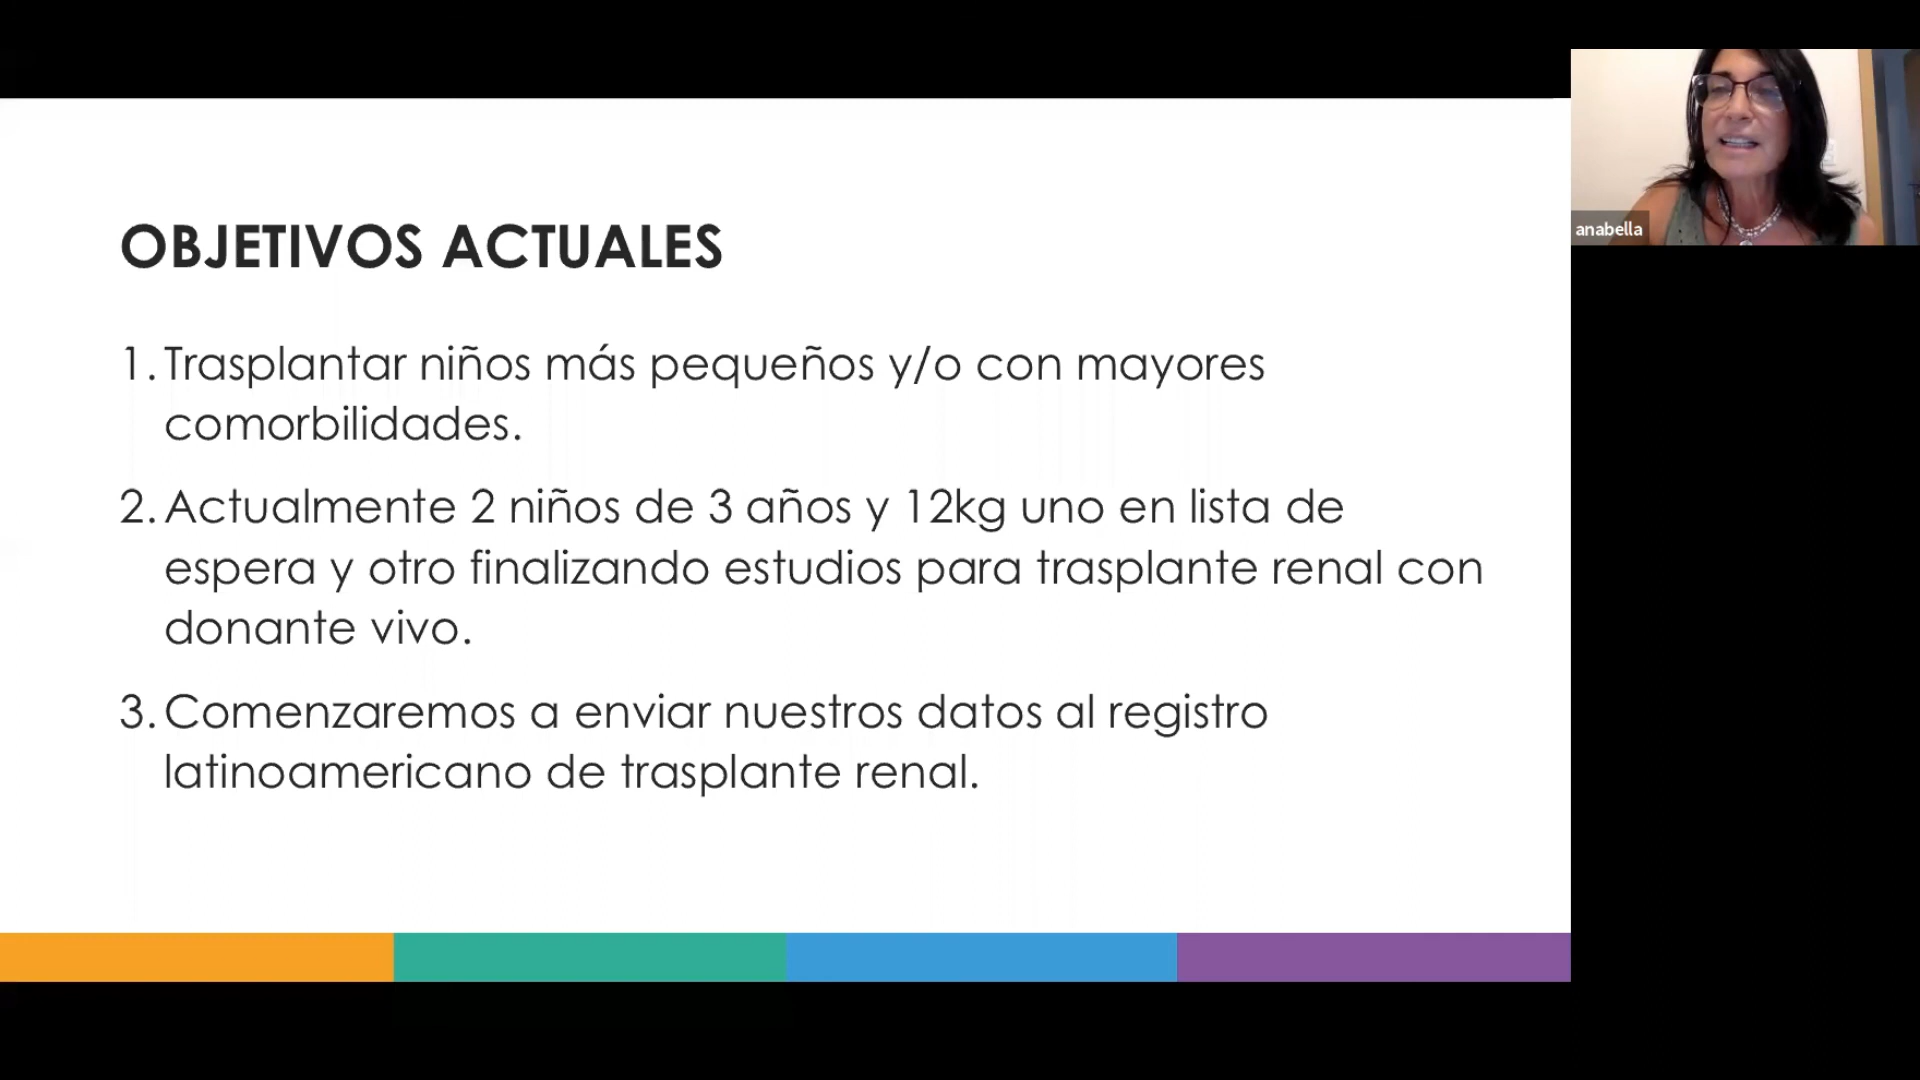 OBJETIVOS ACTUALES
1. Trasplantar niños más pequeños y/o con mayores
comorbilidades.
2. Actualmente 2 niños de 3 años y 12kg uno en lista de
espera y otro finalizando estudios para trasplante renal con
donante vivo.
3. Comenzaremos a enviar nuestros datos al registro
latinoamericano de trasplante renal.
anabella